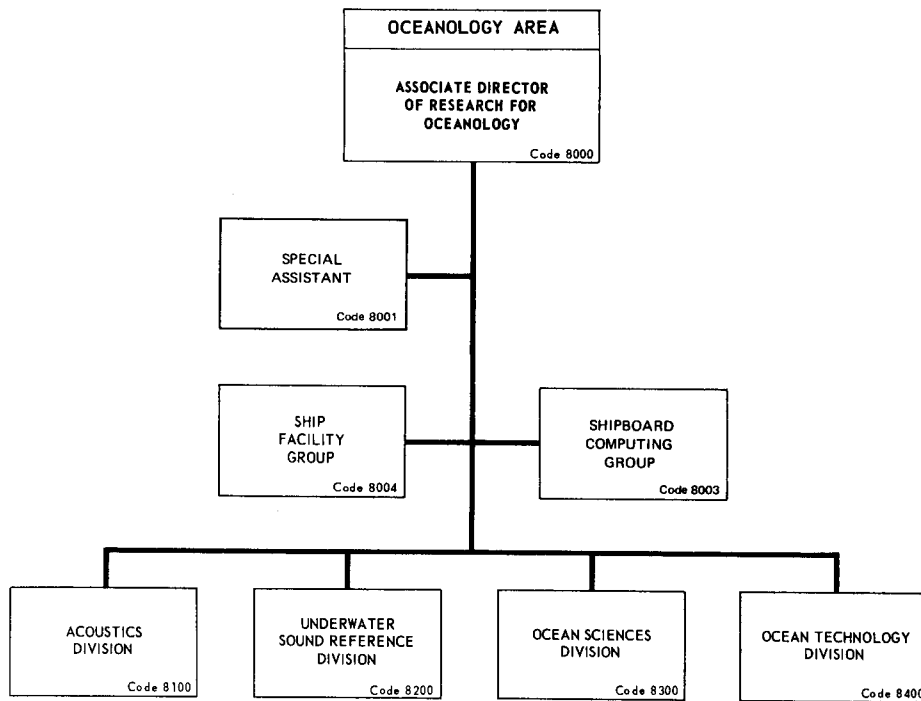 OCEANOLOGY AREA
ASSOCIATE DIRECTOR
OF RESEARCH FOR
OCEANOLOGY
Code 8000
SPECIAL
ASSISTANT
Code 8001
SHIP
FACILITY
GROUP
Code 8004
SHIPBOARD
COMPUTING
GROUP
Code 8003
ACOUSTICS
DIVISION
Code 8100
UNDERWATER
SOUND REFERENCE
DIVISION
Code 8200
OCEAN SCIENCES
DIVISION
Code 8300
OCEAN TECHNOLOGY
DIVISION
Code 8400